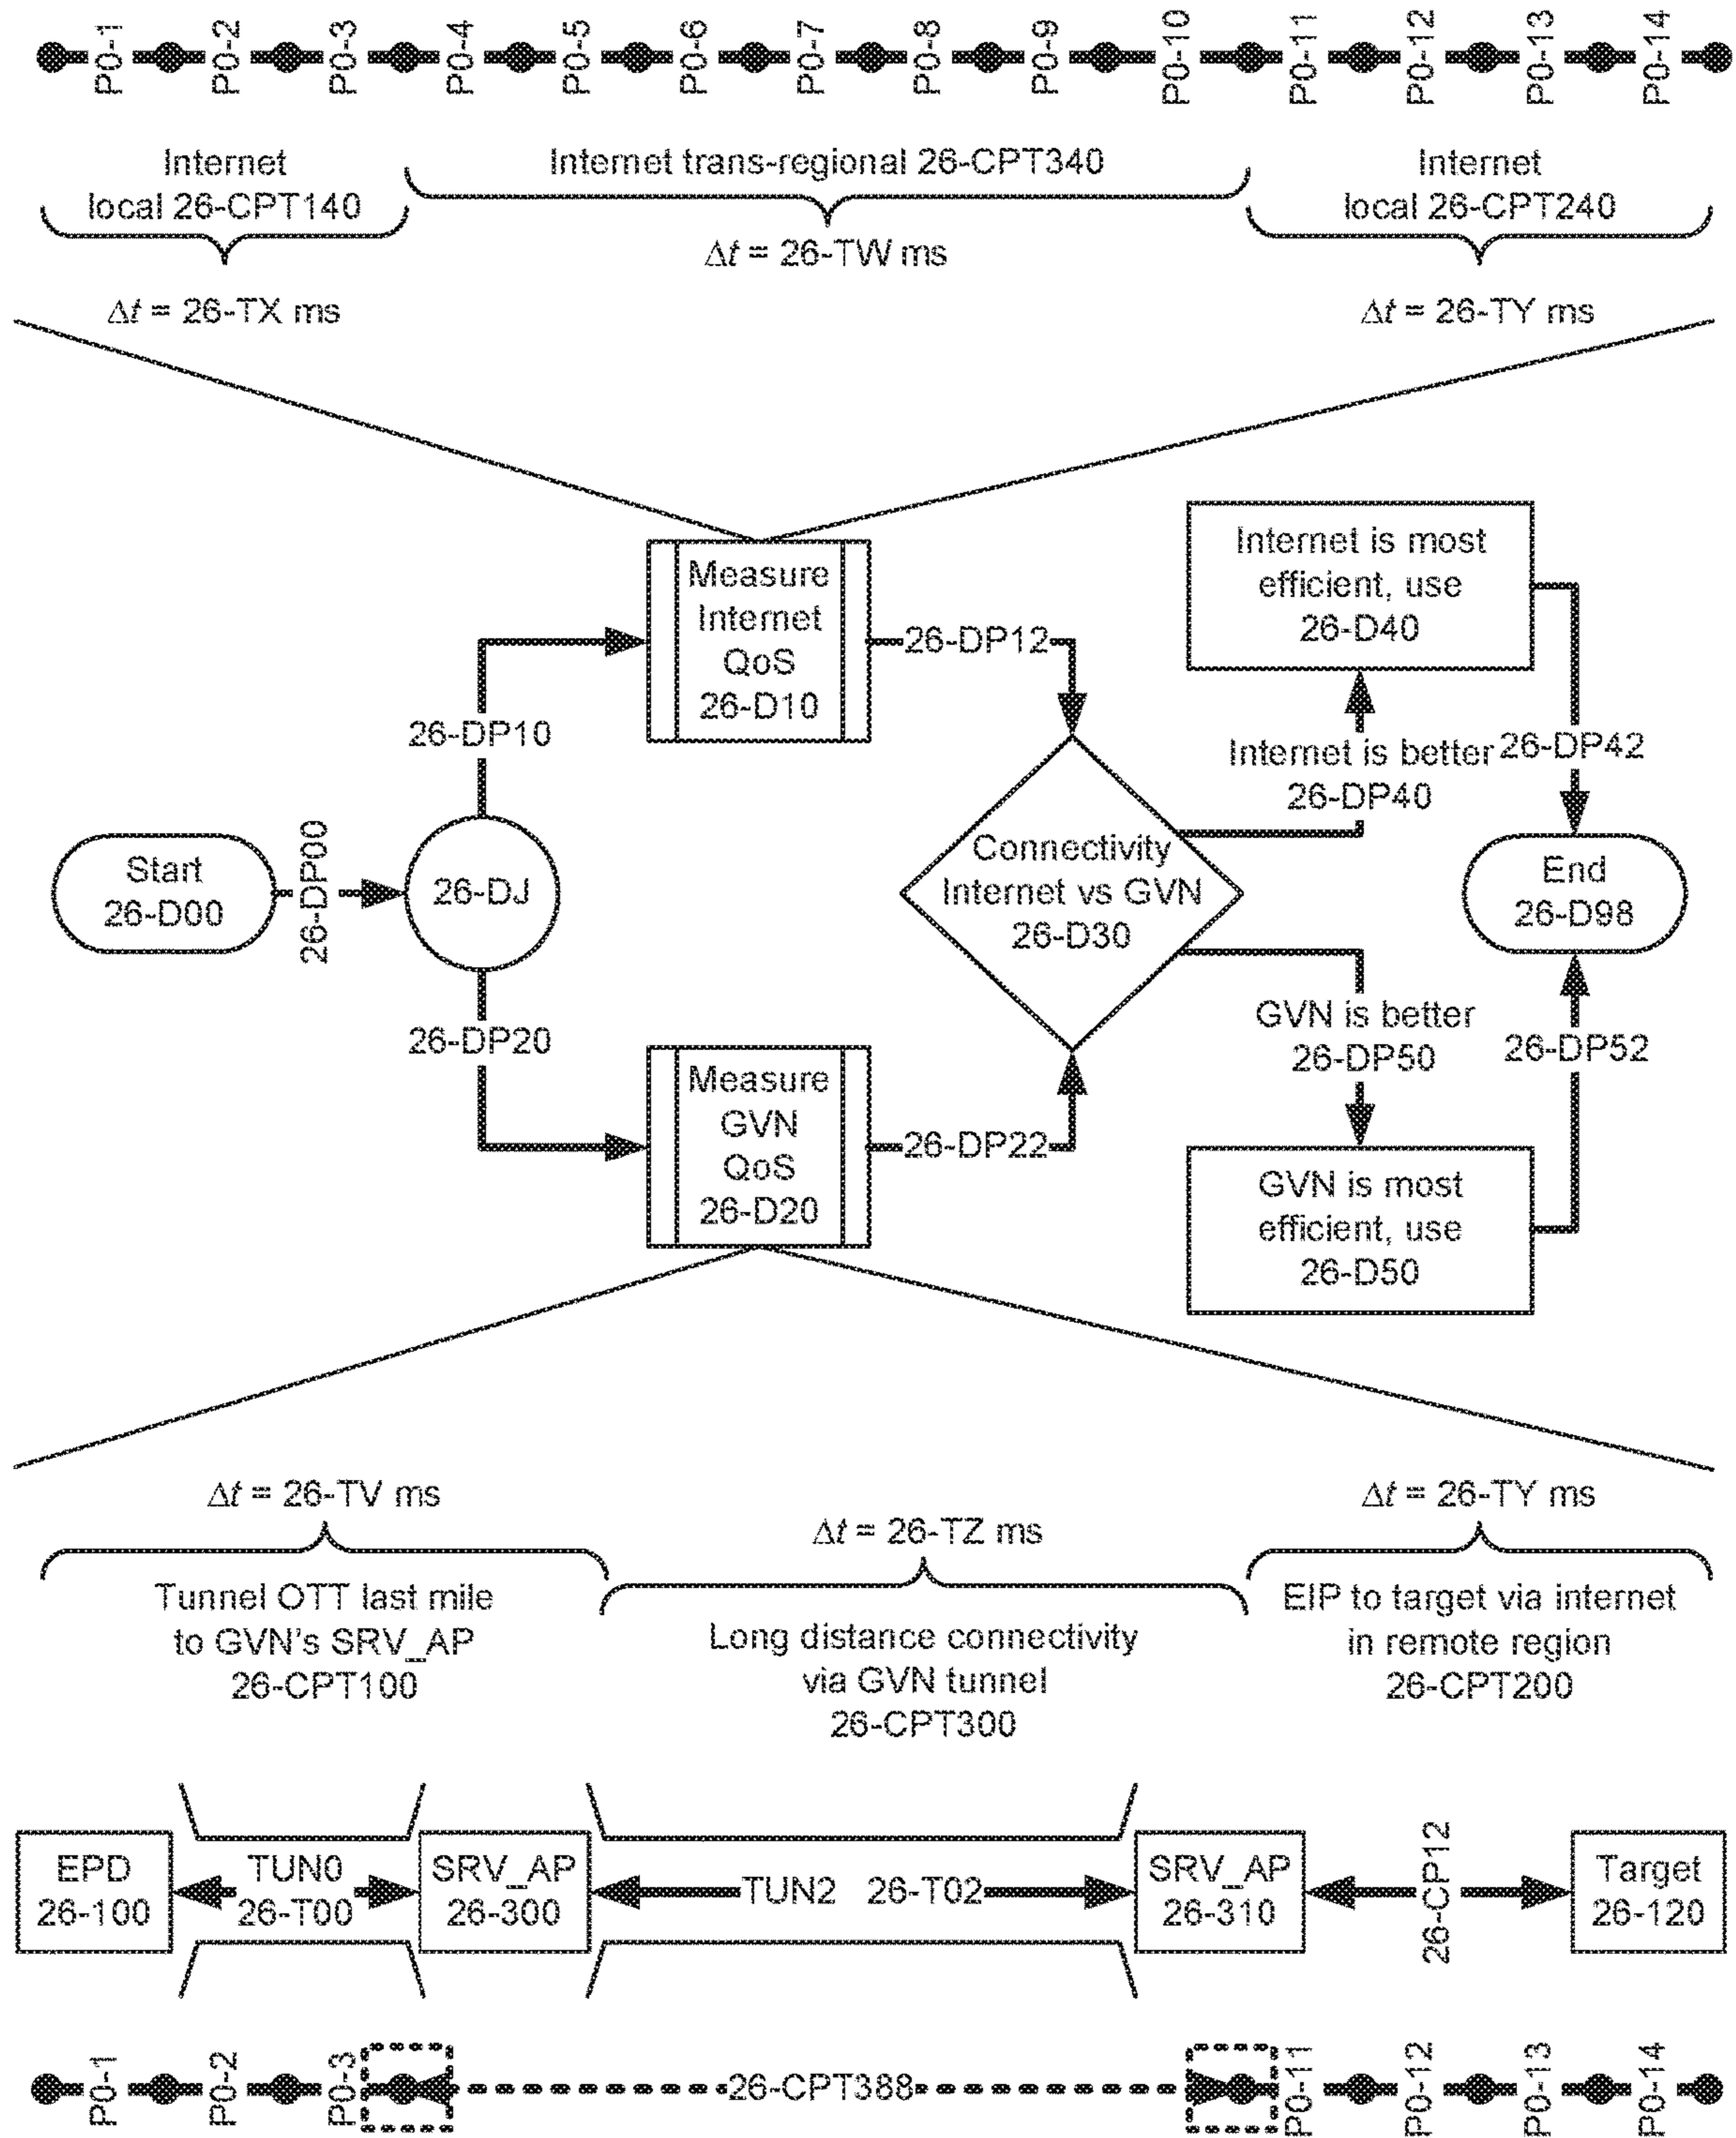 P0-1 P0-2 P0-3 P0-4 P0-5 P0-6 P0-7 P0-8 P0-9 P0-10 P0-11 P0-12 P0-13 P0-14
Internet
local 26-CPT140
Internet trans-regional 26-CPT340
Internet
local 26-CPT240
Δt = 26-TX ms
Δt = 26-TW ms
Δt = 26-TY ms
Measure
Internet
QoS
26-D10
Internet is most
efficient, use
26-D40
26-DP10
26-DP12
Internet is better
26-DP40
26-DP42
Start
26-D00
26-DP00
26-DJ
Connectivity
Internet vs GVN
26-D30
End
26-D98
26-DP20
GVN is better
26-DP50
26-DP52
Measure
GVN
QoS
26-D20
26-DP22
GVN is most
efficient, use
26-D50
Δt = 26-TV ms
Δt = 26-TZ ms
Δt = 26-TY ms
Tunnel OTT last mile
to GVN's SRV_AP
26-CPT100
Long distance connectivity
via GVN tunnel
26-CPT300
EIP to target via internet
in remote region
26-CPT200
EPD
26-100
TUN0
26-T00
SRV_AP
26-300
TUN2 26-T02
SRV_AP
26-310
26-CP12
Target
26-120
P0-1 P0-2 P0-3 26-CPT388 P0-11 P0-12 P0-13 P0-14